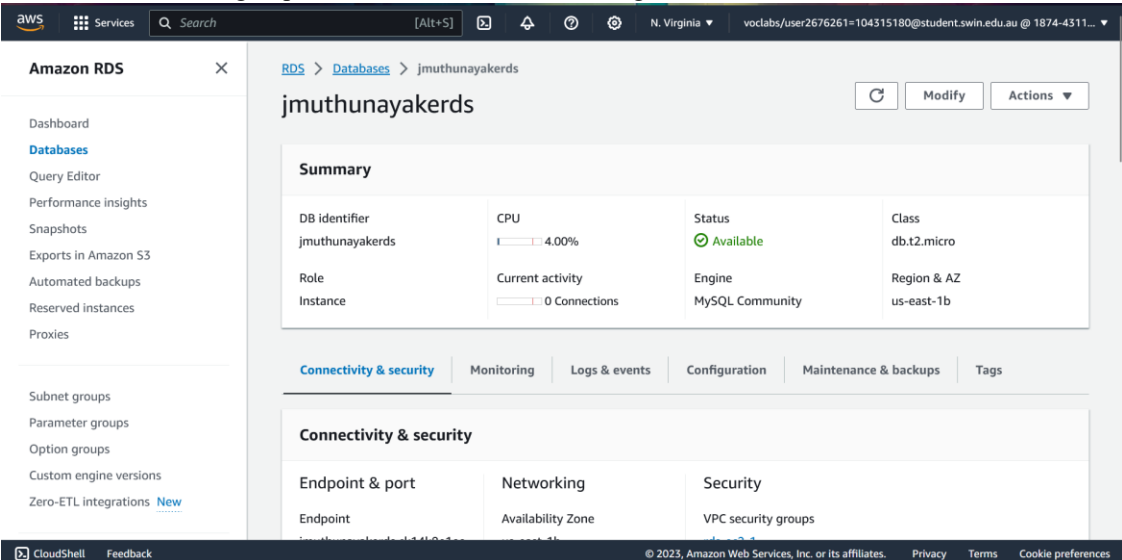 aws Services Search [Alt+S] N. Virginia ▼ voclabs/user2676261=104315180@student.swin.edu.au @ 1874-4311... ▼
Amazon RDS
Dashboard
Databases
Query Editor
Performance insights
Snapshots
Exports in Amazon S3
Automated backups
Reserved instances
Proxies
Subnet groups
Parameter groups
Option groups
Custom engine versions
Zero-ETL integrations New
RDS > Databases > jmuthunayakerds
jmuthunayakerds
Modify Actions ▼
Summary
DB identifier CPU Status Class
jmuthunayakerds 4.00% Available db.t2.micro
Role Current activity Engine Region & AZ
Instance 0 Connections MySQL Community us-east-1b
Connectivity & security Monitoring Logs & events Configuration Maintenance & backups Tags
Connectivity & security
Endpoint & port Networking Security
Endpoint Availability Zone VPC security groups
CloudShell Feedback © 2023, Amazon Web Services, Inc. or its affiliates. Privacy Terms Cookie preferences